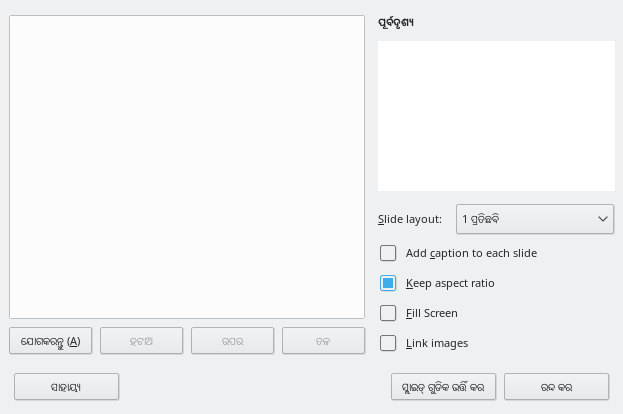 ପୂର୍ବଦୃଶ୍ୟ
Slide layout: 1 ପ୍ରତିଛବି
Add caption to each slide
Keep aspect ratio
Fill Screen
Link images
ଯୋଗକରନ୍ତୁ (A) ହଟାଅ ଉପର ତଳ
ସାହାଯ୍ୟ ସ୍ଲାଇଡ୍ ଗୁଡିକ ଭର୍ତ୍ତି କର ରଦ୍ଦ କର